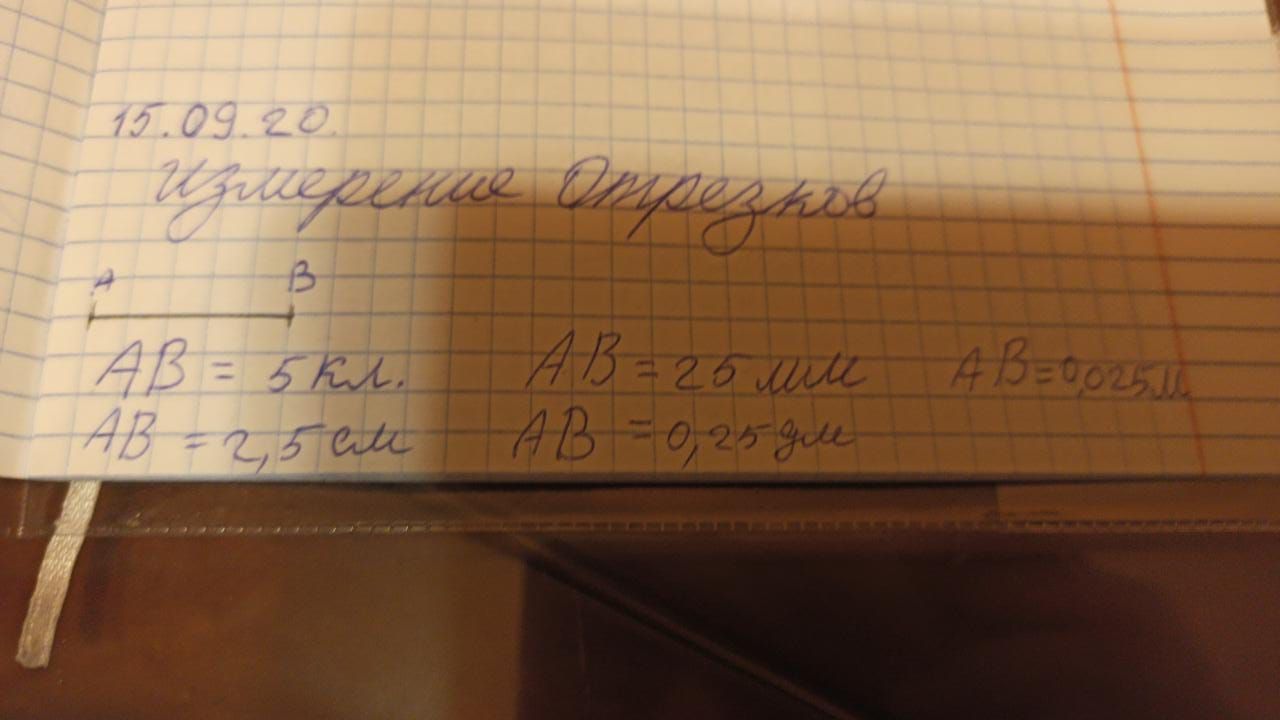 15.09.20.
Измерение Отрезков
A B
AB = 5 кл. AB = 25 мм AB = 0,025 м
AB = 2,5 см AB = 0,25 дм